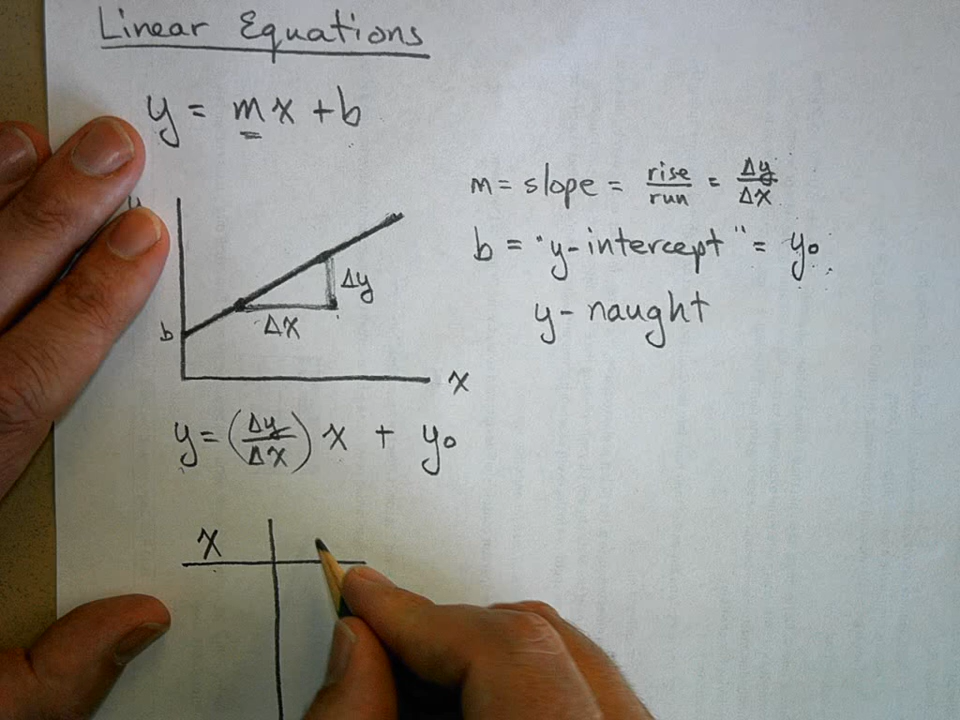 Linear Equations
y = mx + b
m = slope = rise/run = Δy/Δx
b = "y-intercept" = y₀
y-naught
Δy
b
Δx
x
y = (Δy/Δx) x + y₀
x